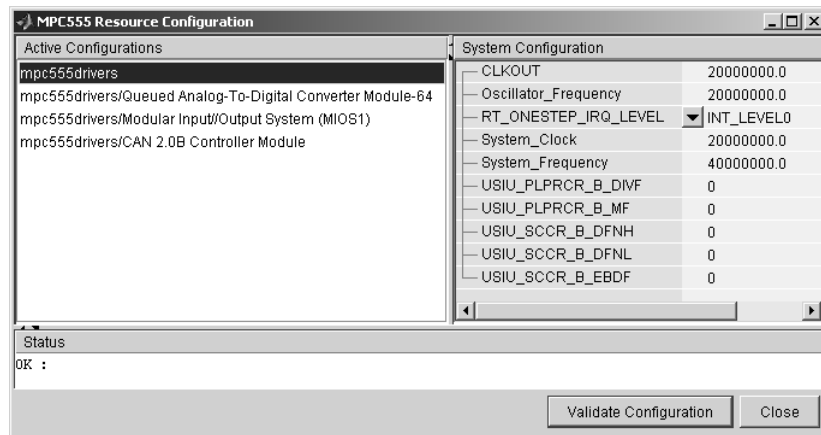 MPC555 Resource Configuration
Active Configurations
mpc555drivers
mpc555drivers/Queued Analog-To-Digital Converter Module-64
mpc555drivers/Modular Input//Output System (MIOS1)
mpc555drivers/CAN 2.0B Controller Module
System Configuration
CLKOUT 20000000.0
Oscillator_Frequency 20000000.0
RT_ONESTEP_IRQ_LEVEL INT_LEVEL0
System_Clock 20000000.0
System_Frequency 40000000.0
USIU_PLPRCR_B_DIVF 0
USIU_PLPRCR_B_MF 0
USIU_SCCR_B_DFNH 0
USIU_SCCR_B_DFNL 0
USIU_SCCR_B_EBDF 0
Status
OK :
Validate Configuration Close